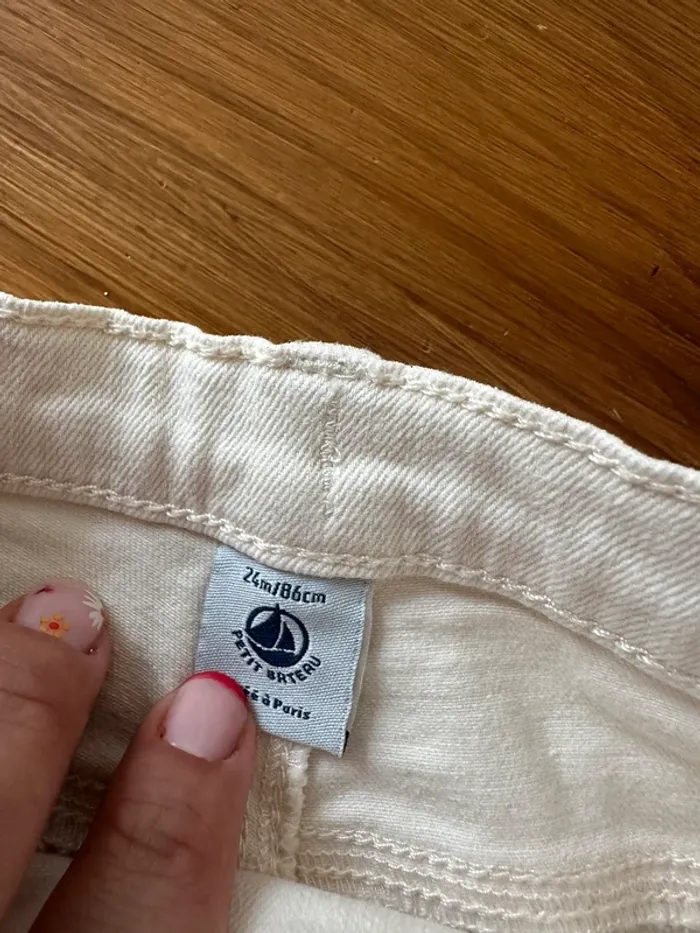 24m/86cm
PETIT BATEAU
à Paris